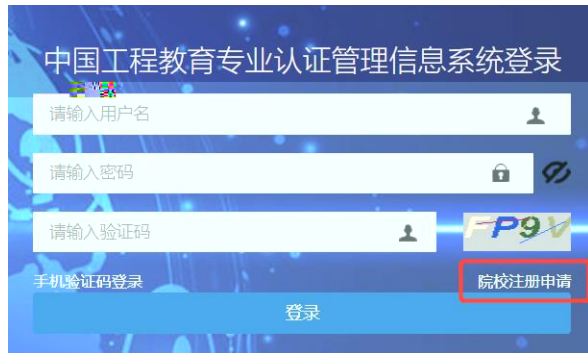 中国工程教育专业认证管理信息系统登录
请输入用户名
请输入密码
请输入验证码
FP9V
手机验证码登录 院校注册申请
登录